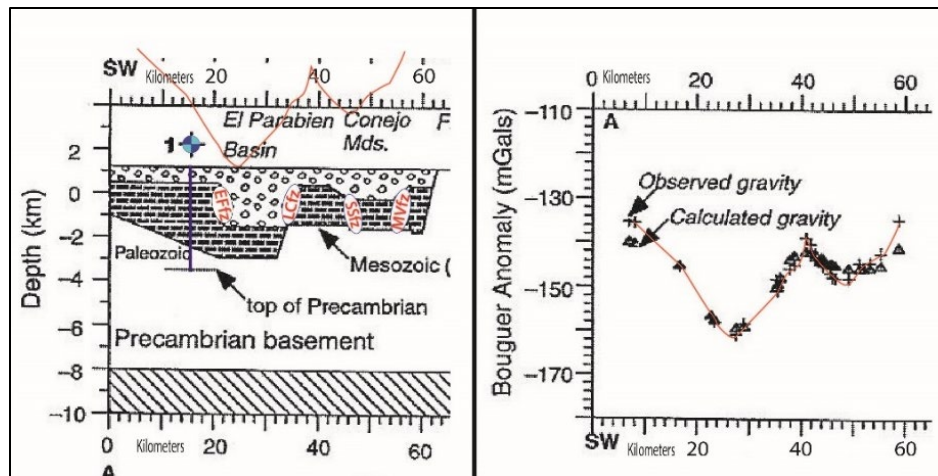 SW Kilometers 20 40 60
El Parabien Conejo F
1 Basin Mds.
2
0
EFfz LCfz SSfz MVfz
-2
Paleozoic Mesozoic (
-4
top of Precambrian
-6
Precambrian basement
-8
-10
Depth (km)
0 Kilometers 20 40 60
A
0 Kilometers 20 40 60
-110
A
-130
Observed gravity
Calculated gravity
-150
-170
Bouguer Anomaly (mGals)
SW
0 Kilometers 20 40 60